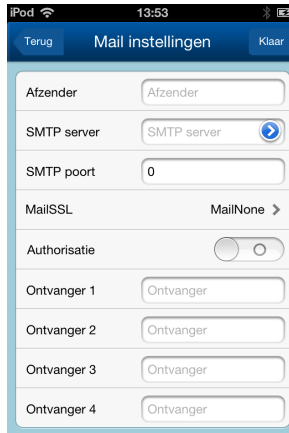 iPod 13:53
Terug Mail instellingen Klaar
Afzender Afzender
SMTP server SMTP server
SMTP poort 0
MailSSL MailNone
Authorisatie
Ontvanger 1 Ontvanger
Ontvanger 2 Ontvanger
Ontvanger 3 Ontvanger
Ontvanger 4 Ontvanger